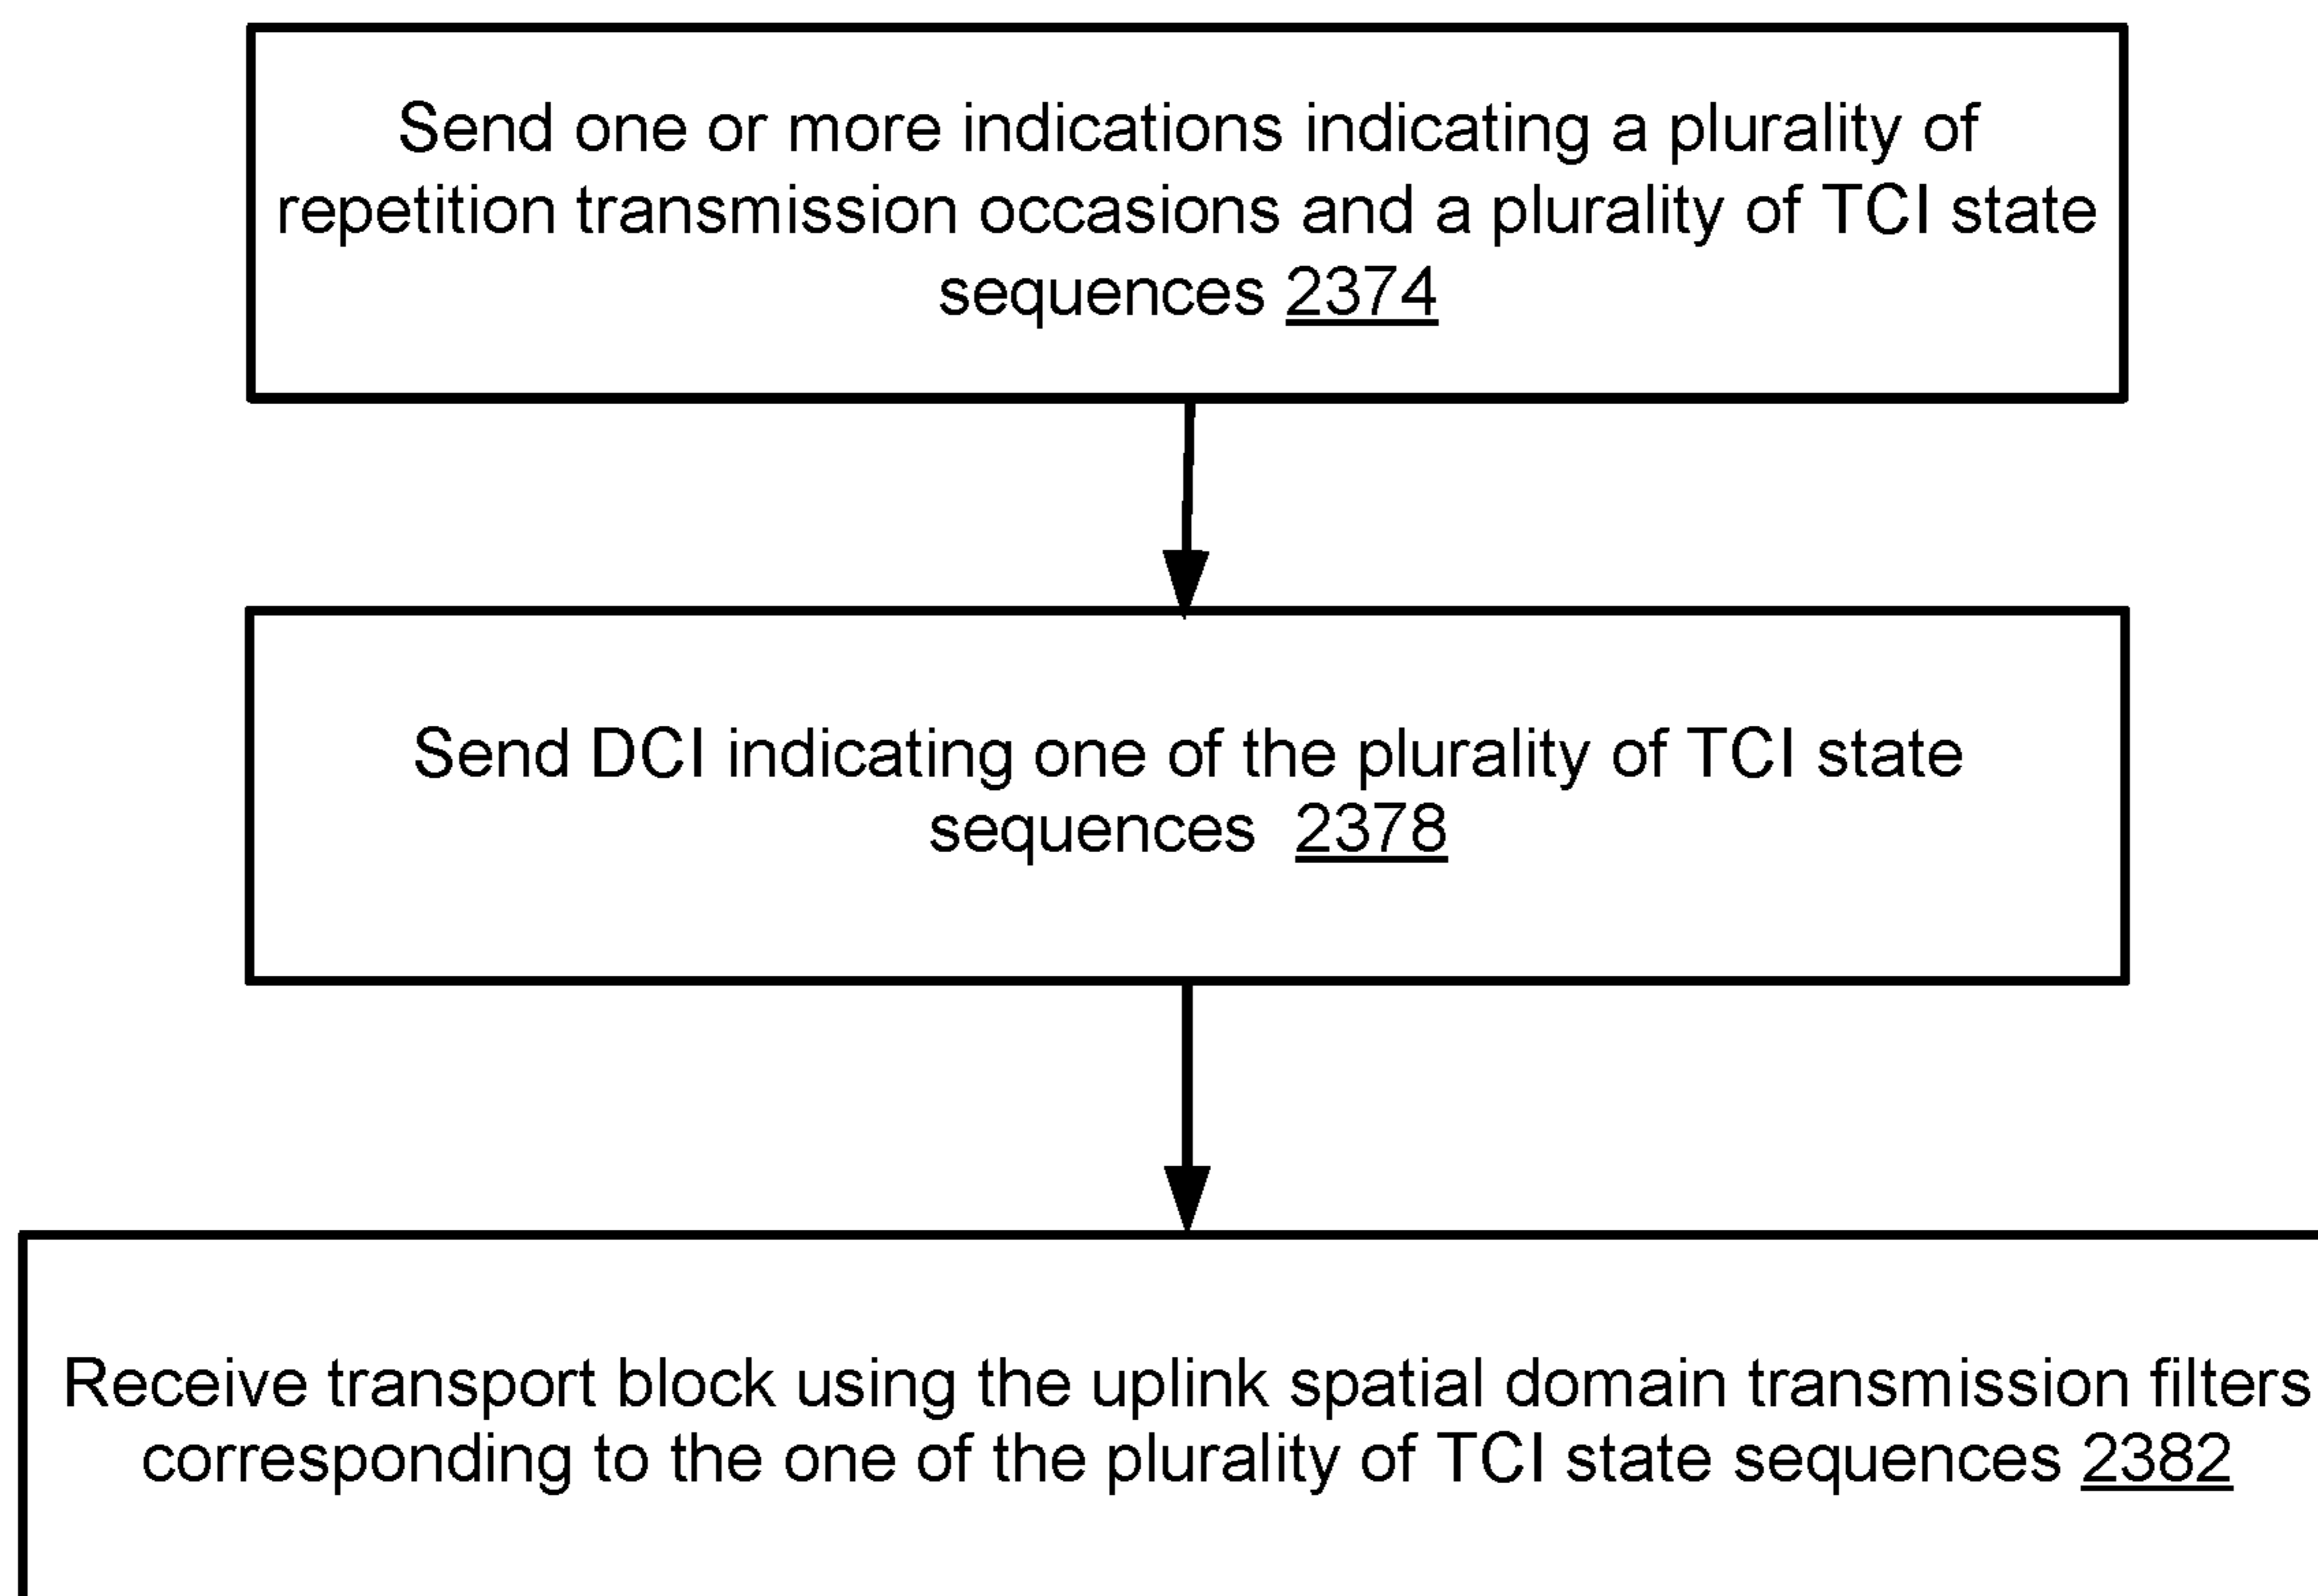 Send one or more indications indicating a plurality of
repetition transmission occasions and a plurality of TCI state
sequences 2374
Send DCI indicating one of the plurality of TCI state
sequences 2378
Receive transport block using the uplink spatial domain transmission filters
corresponding to the one of the plurality of TCI state sequences 2382